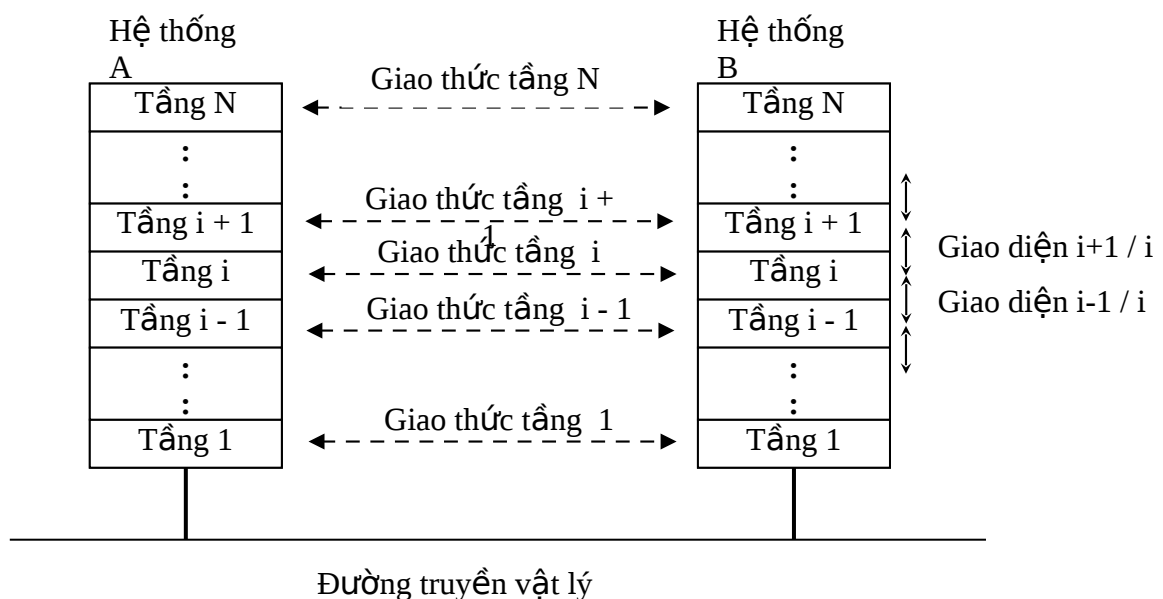 Hệ thống
A
Hệ thống
B
Giao thức tầng N
Tầng N
Tầng N
:
:
:
:
Giao thức tầng i +
1
Tầng i + 1
Tầng i + 1
Giao thức tầng i
Giao diện i+1 / i
Tầng i
Tầng i
Giao thức tầng i - 1
Giao diện i-1 / i
Tầng i - 1
Tầng i - 1
:
:
:
:
Giao thức tầng 1
Tầng 1
Tầng 1
Đường truyền vật lý